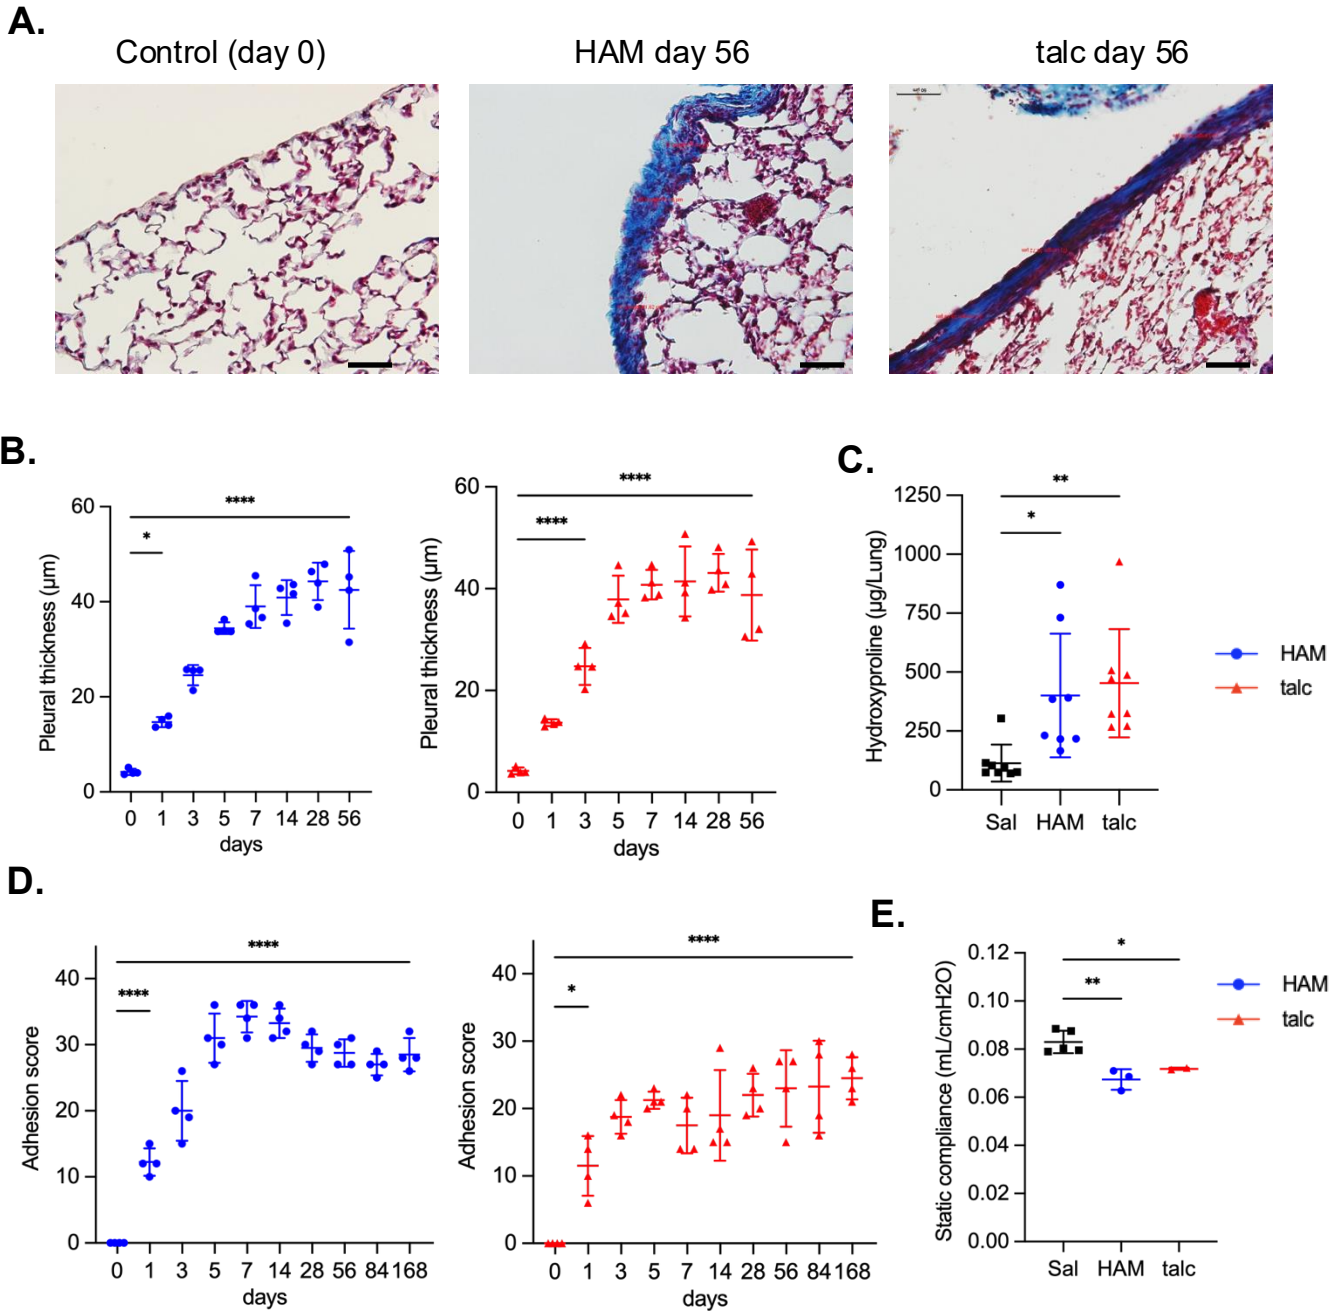 A.
Control (day 0)
HAM day 56
talc day 56
B.
Pleural thickness (μm)
60
40
20
0
****
*
0 1 3 5 7 14 28 56
days
Pleural thickness (μm)
60
40
20
0
****
****
0 1 3 5 7 14 28 56
days
C.
Hydroxyproline (μg/Lung)
1250
1000
750
500
250
0
**
*
Sal HAM talc
HAM
talc
D.
Adhesion score
40
30
20
10
0
****
****
0 1 3 5 7 14 28 56 84 168
days
Adhesion score
40
30
20
10
0
****
*
0 1 3 5 7 14 28 56 84 168
days
E.
Static compliance (mL/cmH2O)
0.12
0.10
0.08
0.06
0.04
0.02
0.00
*
**
Sal HAM talc
HAM
talc